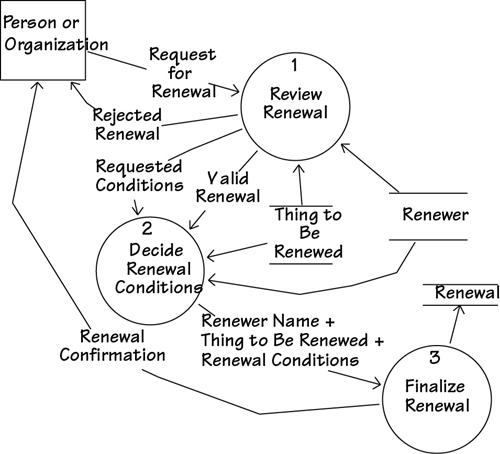 Person or
Organization
Request
for
Renewal
1
Review
Renewal
Rejected
Renewal
Requested
Conditions
Valid
Renewal
Thing to
Be
Renewed
Renewer
2
Decide
Renewal
Conditions
Renewal
Renewer Name +
Thing to Be Renewed +
Renewal Conditions
Renewal
Confirmation
3
Finalize
Renewal